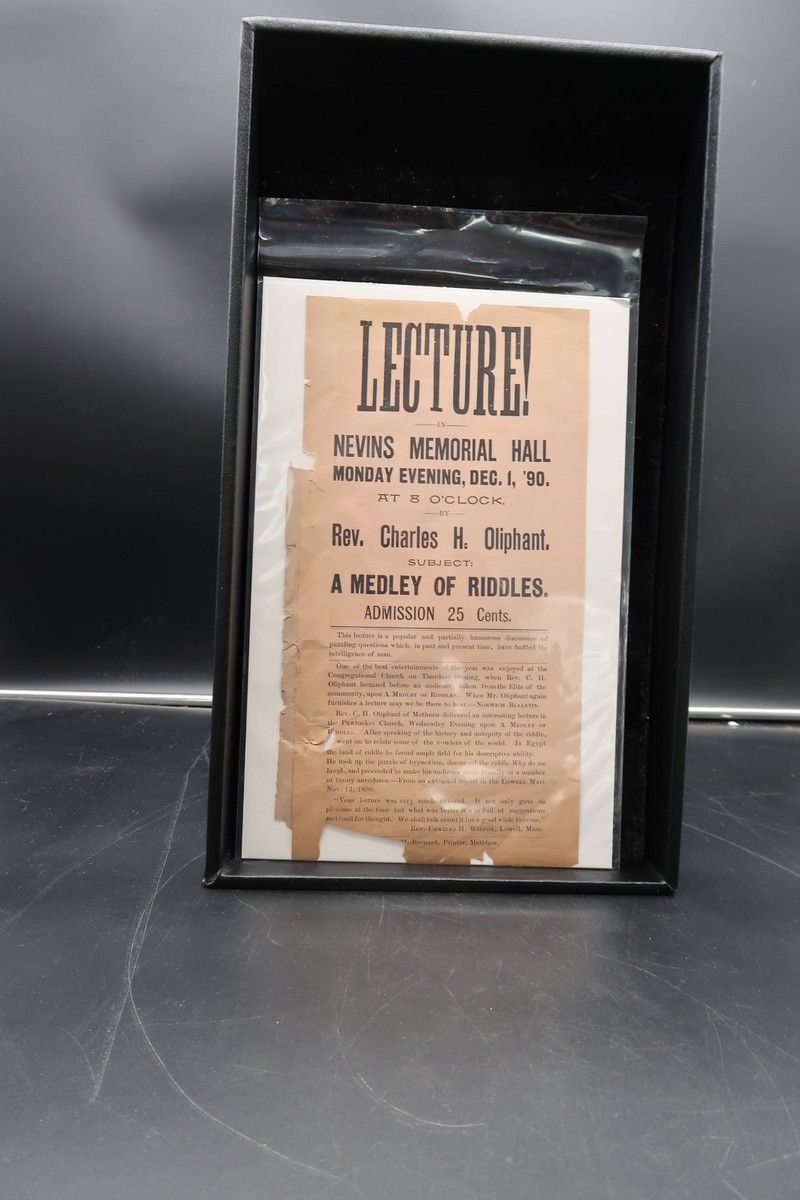 LECTURE!
IN
NEVINS MEMORIAL HALL
MONDAY EVENING, DEC. 1, '90.
AT 8 O'CLOCK.
BY
Rev. Charles H. Oliphant.
SUBJECT:
A MEDLEY OF RIDDLES.
ADMISSION 25 Cents.
This lecture is a popular and partially humorous discussion of
puzzling questions which, in past and present time, have baffled the
intelligence of man.
One of the best entertainments of the year was enjoyed at the
Congregational Church on Thursday evening, when Rev. C. H.
Oliphant lectured before an audience taken from the Elite of the
community, upon A MEDLEY OF RIDDLES. When Mr. Oliphant again
furnishes a lecture may we be there to hear.—NORWICH BULLETIN.
Rev. C. H. Oliphant of Methuen delivered an interesting lecture in
the Pawtucket Church, Wednesday Evening upon A MEDLEY OF
After speaking of the history and antiquity of the riddle,
went on to relate some of the wonders of the world. In Egypt
the land of riddle he found ample field for his descriptive ability.
He took up the puzzle of hypnotism, the riddle Why do we
laugh, and proceeded to make his audience broadly at a number
of funny anecdotes.—From an extended report in the LOWELL MAIL
Nov. 13, 1890.
"Your lecture was very much enjoyed. It not only gave us
pleasure at the time but what was better it was full of suggestions
and food for thought. We shall talk about it for a good while to come."
REV. CHARLES H. WILCOX, Lowell, Mass.
Barnard, Printer, Methuen.